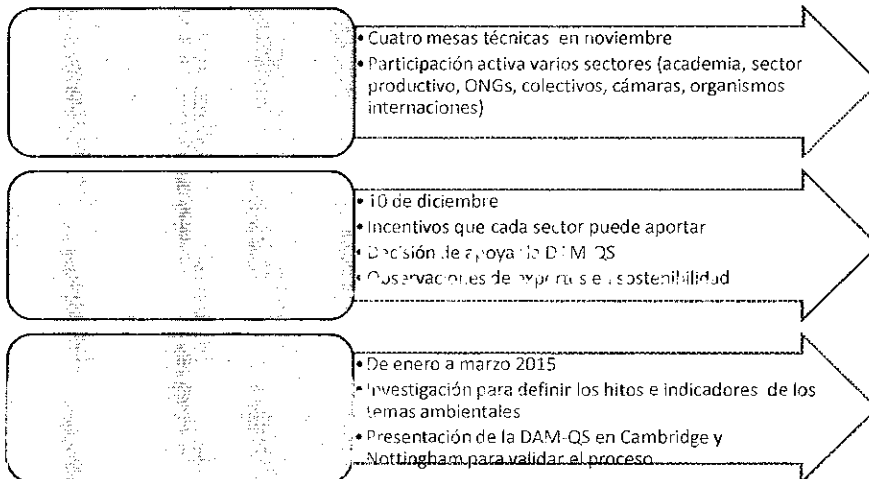 • Cuatro mesas técnicas en noviembre
• Participación activa varios sectores (academia, sector
productivo, ONGs, colectivos, cámaras, organismos
internaciones)
• 10 de diciembre
• Incentivos que cada sector puede aportar
• Decisión de apoyar la DAM-QS
• Observaciones de expertos en sostenibilidad
• De enero a marzo 2015
• Investigación para definir los hitos e indicadores de los
temas ambientales
• Presentación de la DAM-QS en Cambridge y
Nottingham para validar el proceso